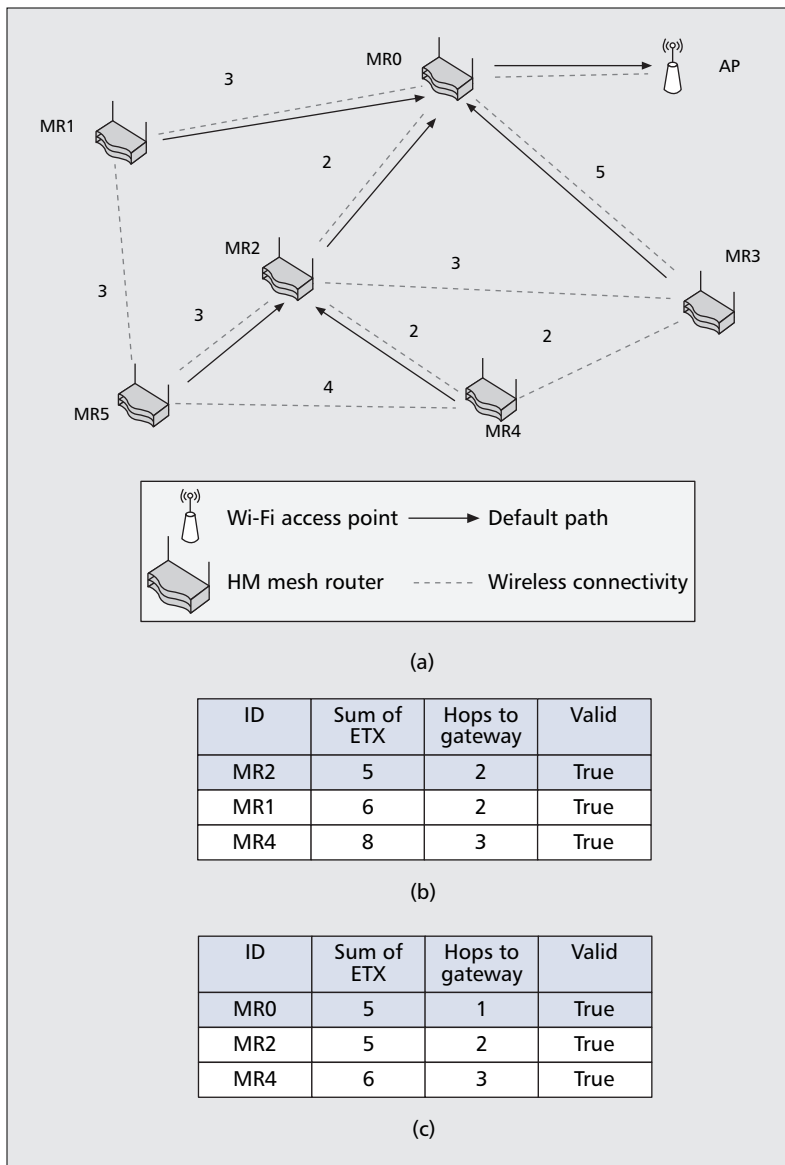 MR0
AP
3
MR1
2
5
MR2
MR3
3
3
3
2
2
4
MR5
MR4
Wi-Fi access point
Default path
HM mesh router
Wireless connectivity
(a)
ID Sum of ETX Hops to gateway Valid
MR2 5 2 True
MR1 6 2 True
MR4 8 3 True
(b)
ID Sum of ETX Hops to gateway Valid
MR0 5 1 True
MR2 5 2 True
MR4 6 3 True
(c)